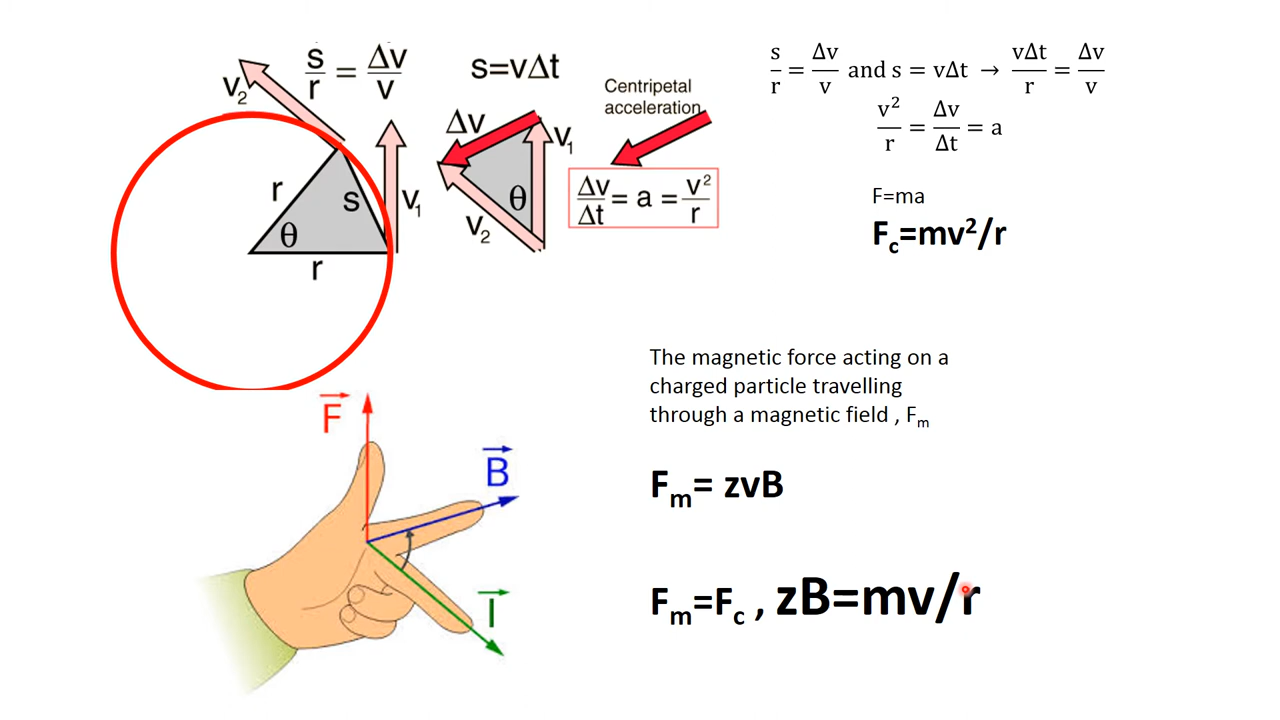 s/r = Δv/v
s=vΔt
Centripetal
acceleration
v₂
r
s
θ
r
v₁
Δv
v₁
θ
v₂
Δv/Δt = a = v²/r
s/r = Δv/v and s = vΔt → vΔt/r = Δv/v
v²/r = Δv/Δt = a
F=ma
F꜀=mv²/r
The magnetic force acting on a
charged particle travelling
through a magnetic field , Fₘ
Fₘ= zvB
Fₘ=F꜀ , zB=mv/r
F⃗
B⃗
I⃗